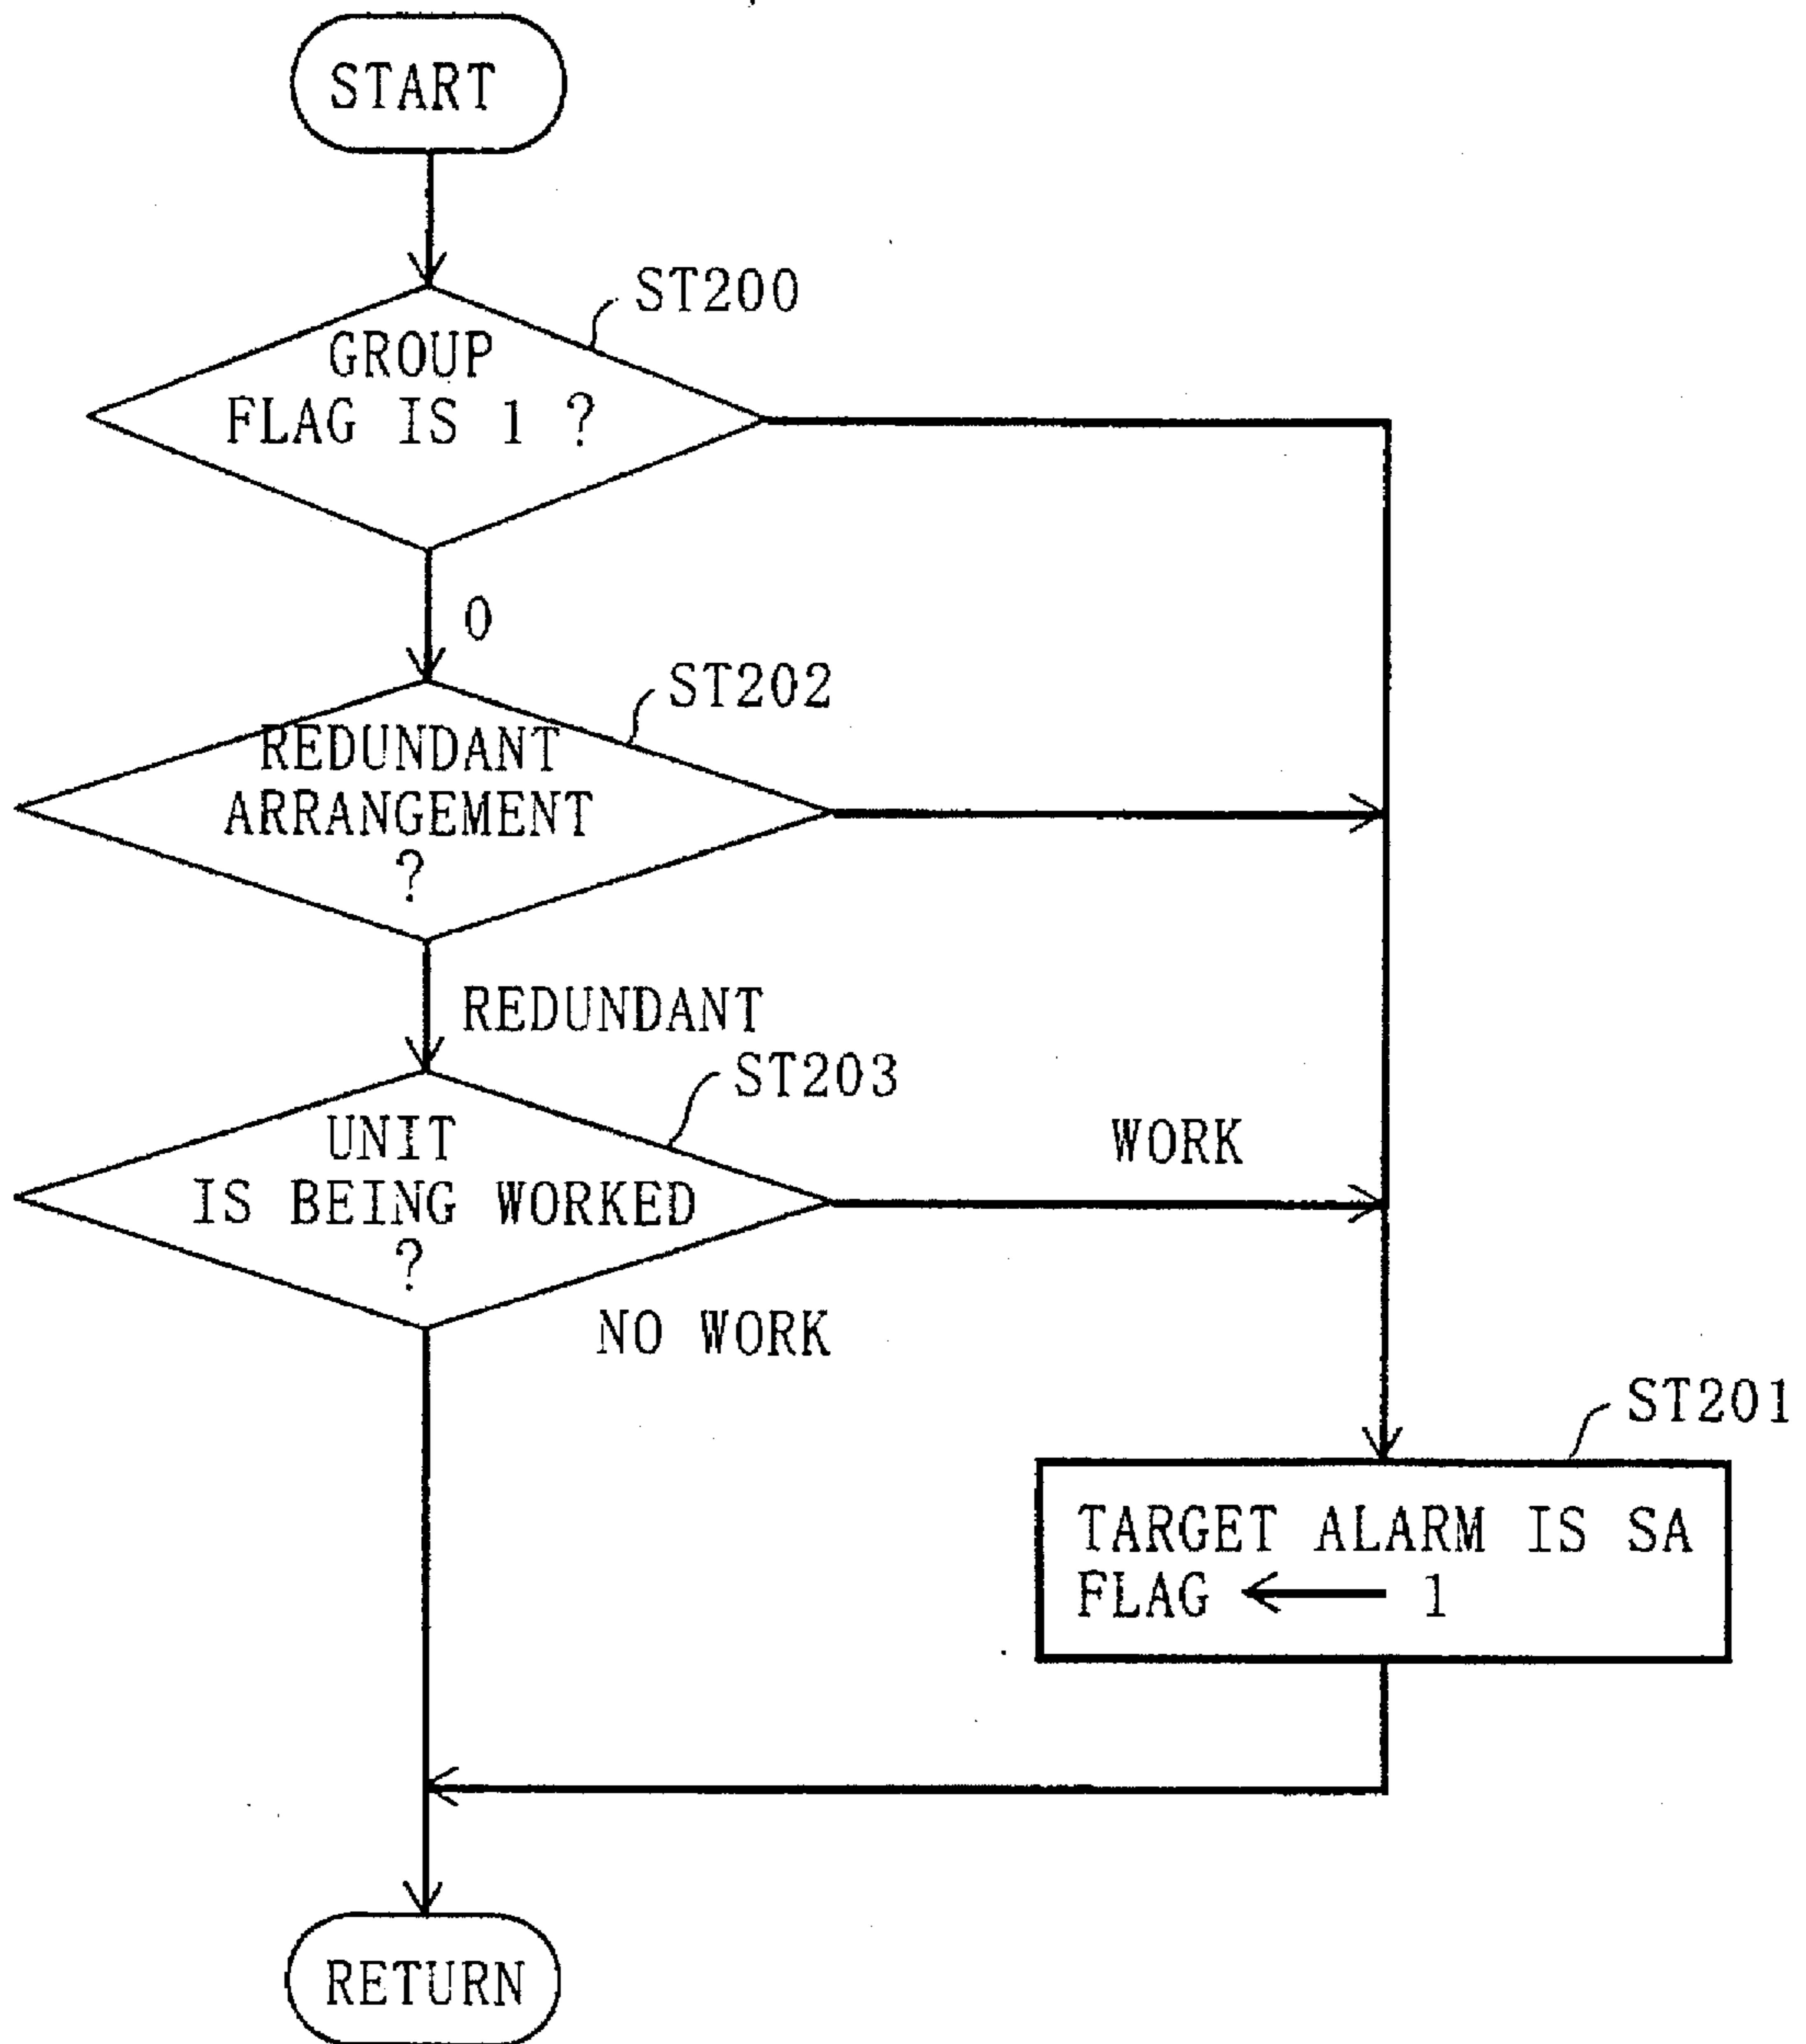 START
ST200
GROUP
FLAG IS 1 ?
0
ST202
REDUNDANT
ARRANGEMENT
?
REDUNDANT
ST203
UNIT
IS BEING WORKED
?
WORK
NO WORK
ST201
TARGET ALARM IS SA
FLAG ← 1
RETURN